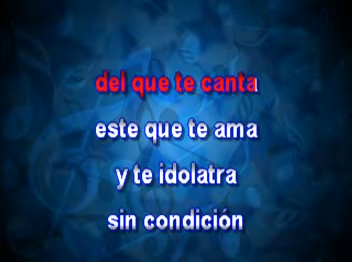 del que te canta
este que te ama
y te idolatra
sin condición